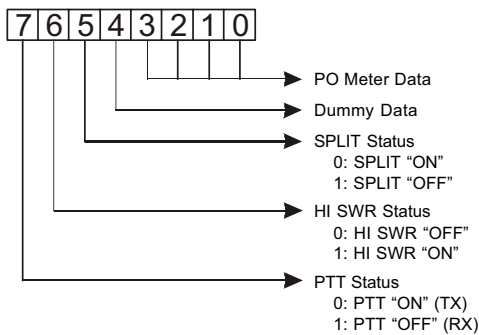 7 6 5 4 3 2 1 0
PO Meter Data
Dummy Data
SPLIT Status
0: SPLIT “ON”
1: SPLIT “OFF”
HI SWR Status
0: HI SWR “OFF”
1: HI SWR “ON”
PTT Status
0: PTT “ON” (TX)
1: PTT “OFF” (RX)